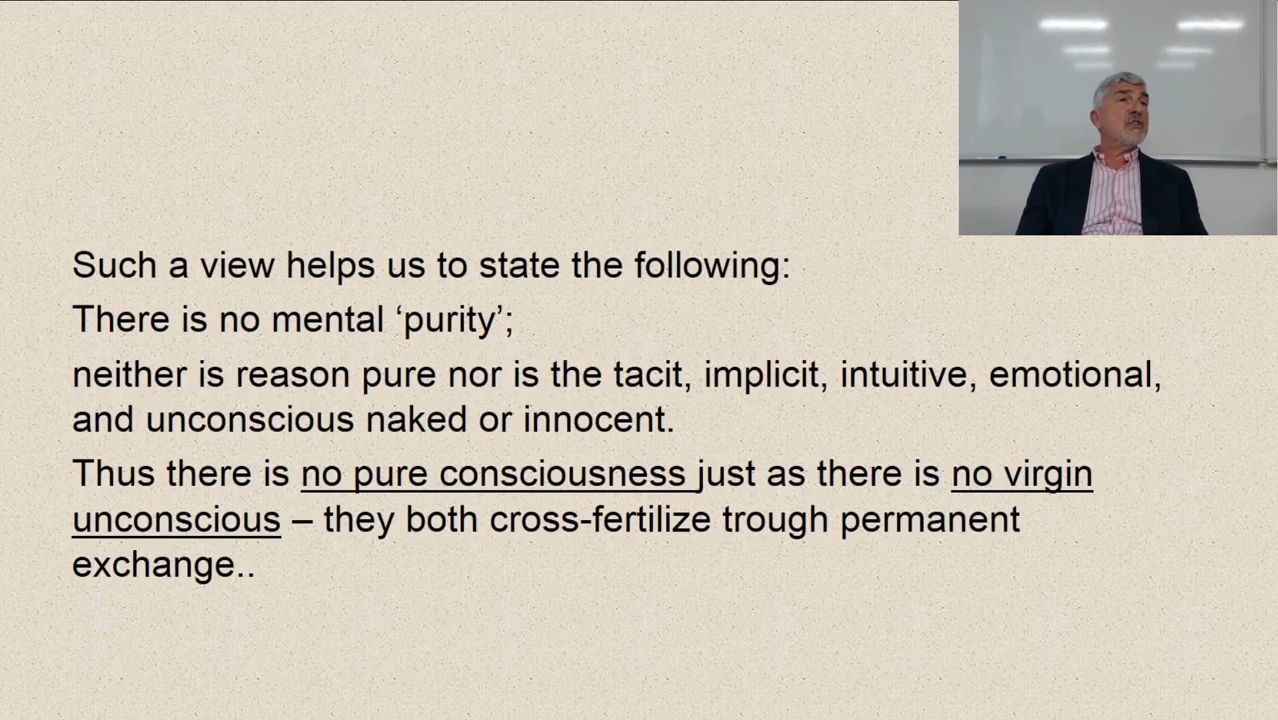 Such a view helps us to state the following:
There is no mental ‘purity’;
neither is reason pure nor is the tacit, implicit, intuitive, emotional,
and unconscious naked or innocent.
Thus there is no pure consciousness just as there is no virgin
unconscious – they both cross-fertilize trough permanent
exchange..